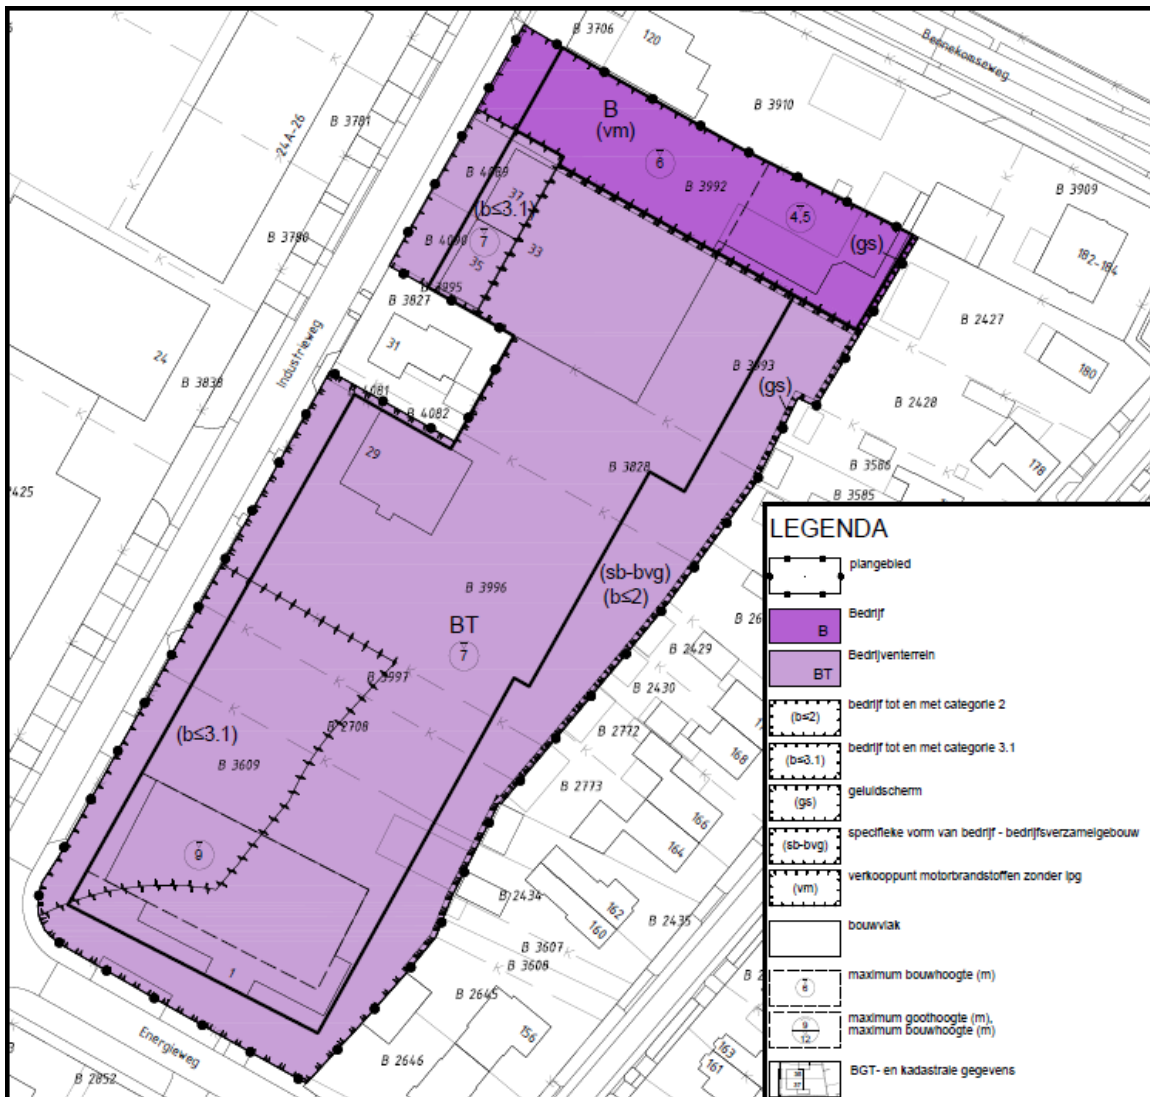 B 3706
120
Bennekomseweg
B 3781
24A-26
B
(vm)
B 3910
6
B 3992
B 3909
B 4089
37
(b≤3.1)
4,5
(gs)
182-184
B 3780
B 4090
7
33
35
B 3995
B 3827
B 2427
31
24
Industrieweg
B 3838
B 3993
180
(gs)
B 4081
B 4082
B 2428
29
B 3828
B 3586
178
B 3585
2425
LEGENDA
plangebied
(sb-bvg)
(b≤2)
B 3996
BT
7
B 2429
B
Bedrijf
BT
Bedrijventerrein
B 3997
B 2430
(b≤3.1)
B 2708
B 2772
168
(b≤2)
bedrijf tot en met categorie 2
B 3609
B 2773
(b≤3.1)
bedrijf tot en met categorie 3.1
166
(gs)
geluidscherm
164
(sb-bvg)
specifieke vorm van bedrijf - bedrijfsverzamelgebouw
9
(vm)
verkooppunt motorbrandstoffen zonder lpg
B 2434
162
B 2435
160
bouwvlak
B 3607
B 3608
1
6
maximum bouwhoogte (m)
B 2645
9
12
maximum goothoogte (m),
maximum bouwhoogte (m)
Energieweg
156
B 2646
163
161
B 2852
BGT- en kadastrale gegevens